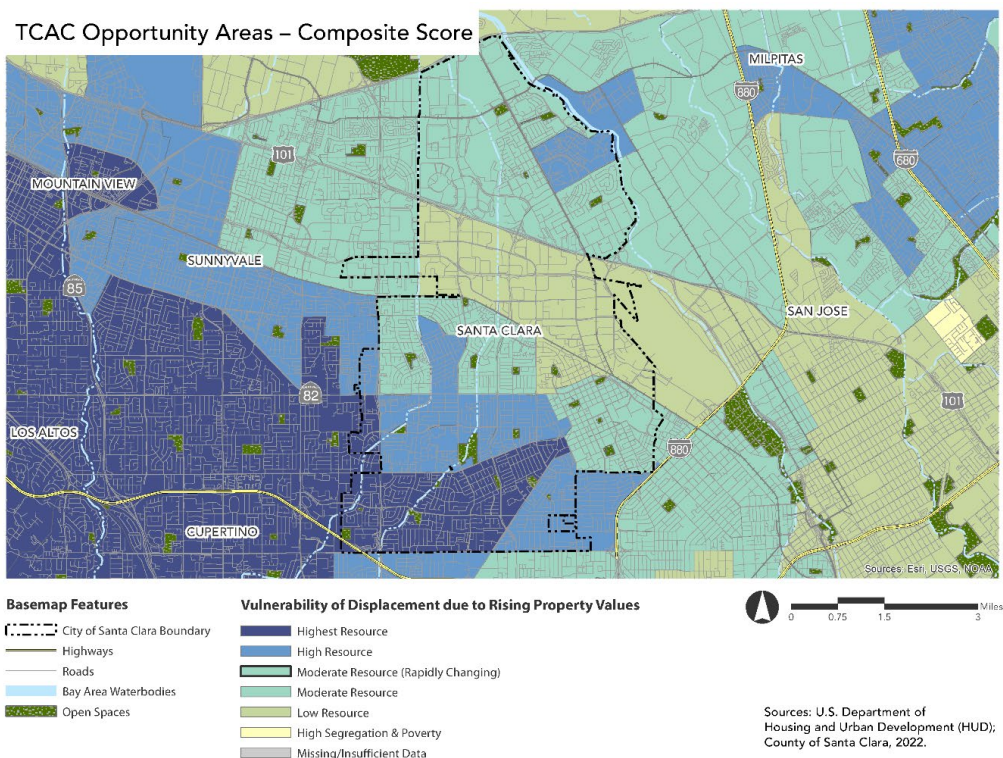 TCAC Opportunity Areas – Composite Score
MILPITAS
880
101
680
MOUNTAIN VIEW
SUNNYVALE
85
SAN JOSE
SANTA CLARA
82
101
LOS ALTOS
880
CUPERTINO
Sources: Esri, USGS, NOAA
Basemap Features
City of Santa Clara Boundary
Highways
Roads
Bay Area Waterbodies
Open Spaces
Vulnerability of Displacement due to Rising Property Values
Highest Resource
High Resource
Moderate Resource (Rapidly Changing)
Moderate Resource
Low Resource
High Segregation & Poverty
Missing/Insufficient Data
Miles
0 0.75 1.5 3
Sources: U.S. Department of
Housing and Urban Development (HUD);
County of Santa Clara, 2022.